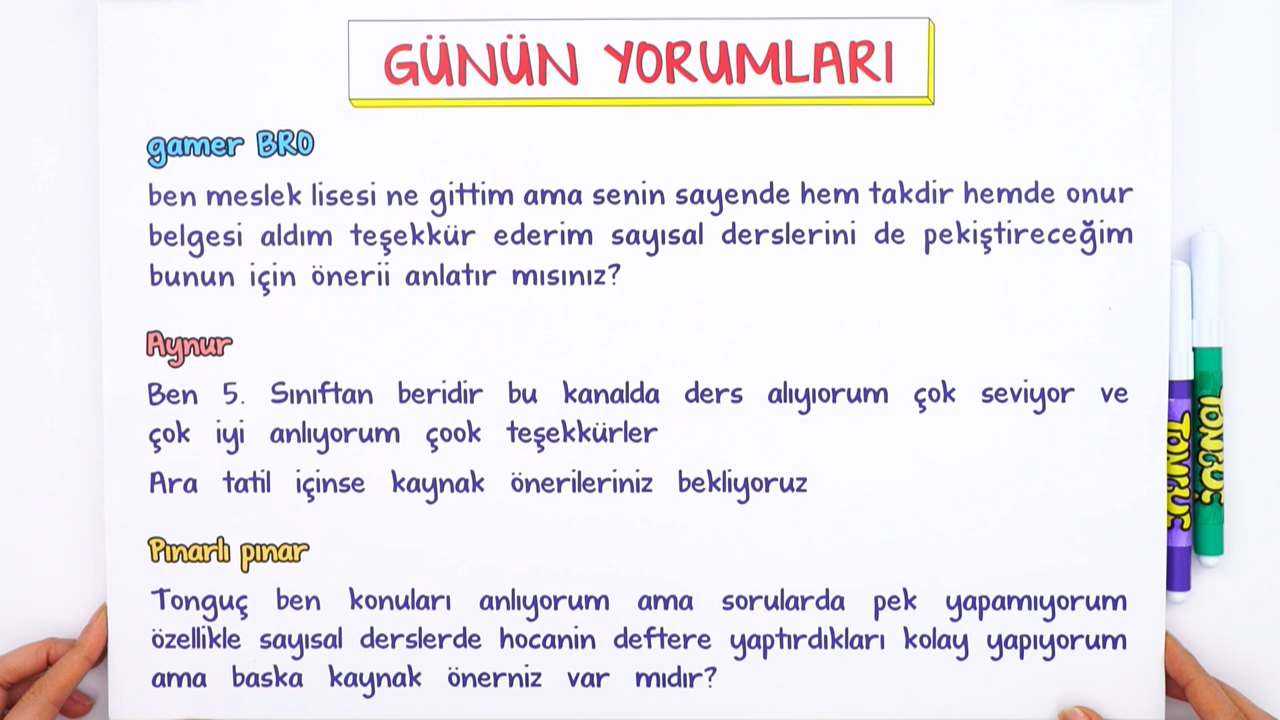 GÜNÜN YORUMLARI
gamer BRO
ben meslek lisesi ne gittim ama senin sayende hem takdir hemde onur
belgesi aldım teşekkür ederim sayısal derslerini de pekiştireceğim
bunun için önerii anlatır mısınız?
Aynur
Ben 5. Sınıftan beridir bu kanalda ders alıyıorum çok seviyor ve
çok iyi anlıyorum çook teşekkürler
Ara tatil içinse kaynak önerileriniz bekliyoruz
Pınarlı pınar
Tonguç ben konuları anlıyorum ama sorularda pek yapamıyorum
özellikle sayısal derslerde hocanin deftere yaptırdıkları kolay yapıyorum
ama baska kaynak önerniz var mıdır?
TONGUÇ
TONGUÇ